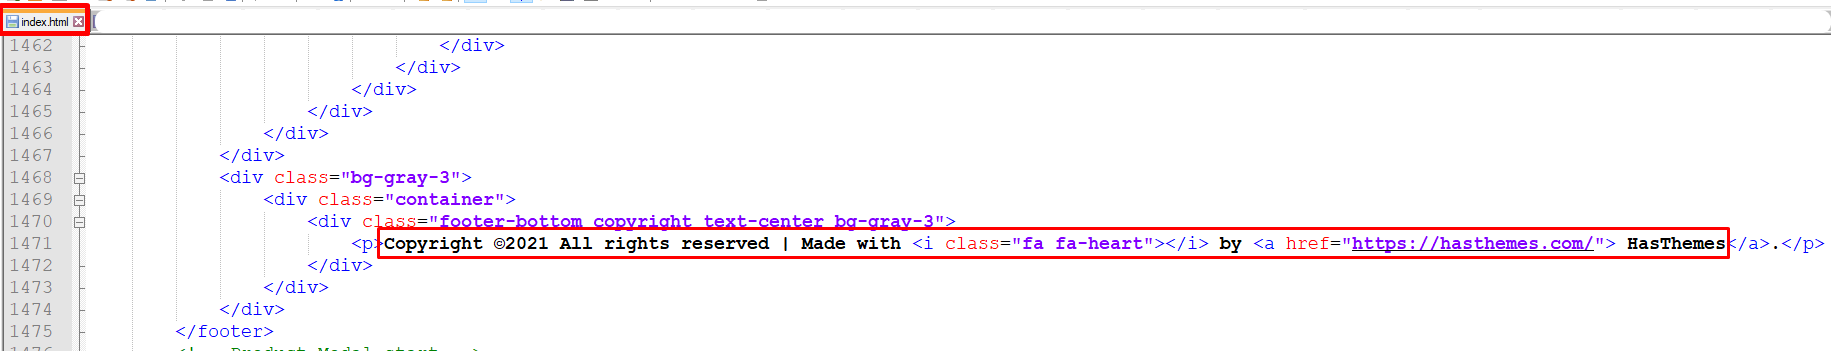 index.html
1462 </div>
1463 </div>
1464 </div>
1465 </div>
1466 </div>
1467 </div>
1468 <div class="bg-gray-3">
1469 <div class="container">
1470 <div class="footer-bottom copyright text-center bg-gray-3">
1471 <p>Copyright ©2021 All rights reserved | Made with <i class="fa fa-heart"></i> by <a href="https://hasthemes.com/"> HasThemes</a>.</p>
1472 </div>
1473 </div>
1474 </div>
1475 </footer>